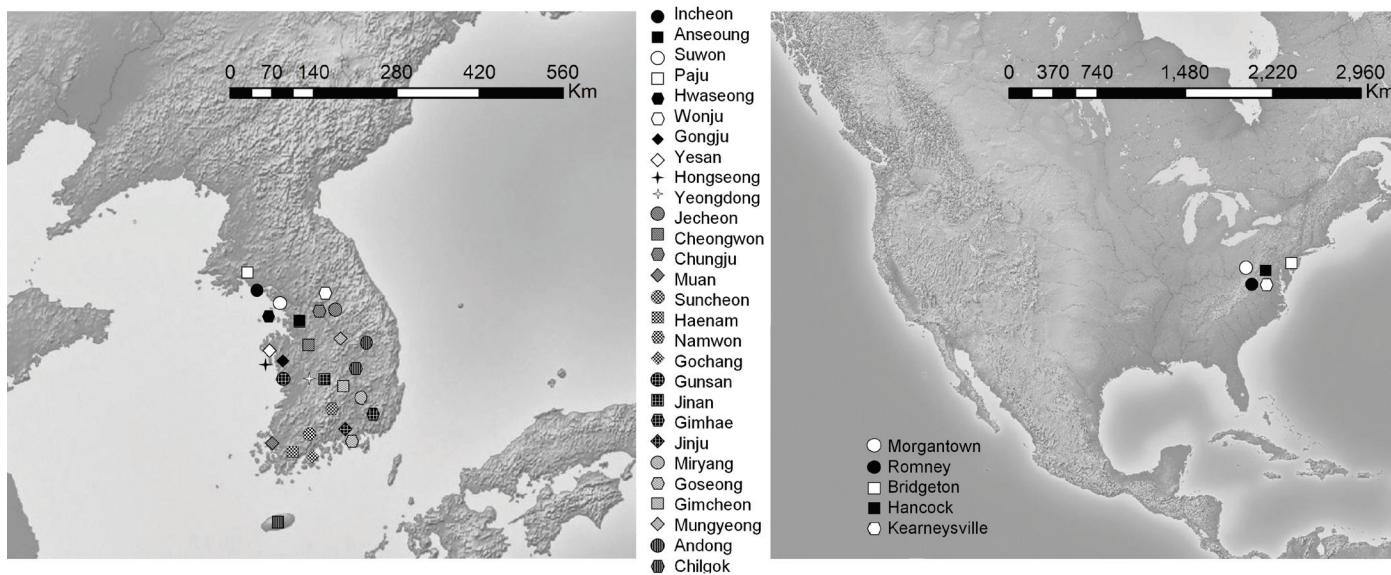 0 70 140 280 420 560
Km
Incheon
Anseoung
Suwon
Paju
Hwaseong
Wonju
Gongju
Yesan
Hongseong
Yeongdong
Jecheon
Cheongwon
Chungju
Muan
Suncheon
Haenam
Namwon
Gochang
Gunsan
Jinan
Gimhae
Jinju
Miryang
Goseong
Gimcheon
Mungyeong
Andong
Chilgok
0 370 740 1,480 2,220 2,960
Km
Morgantown
Romney
Bridgeton
Hancock
Kearneysville